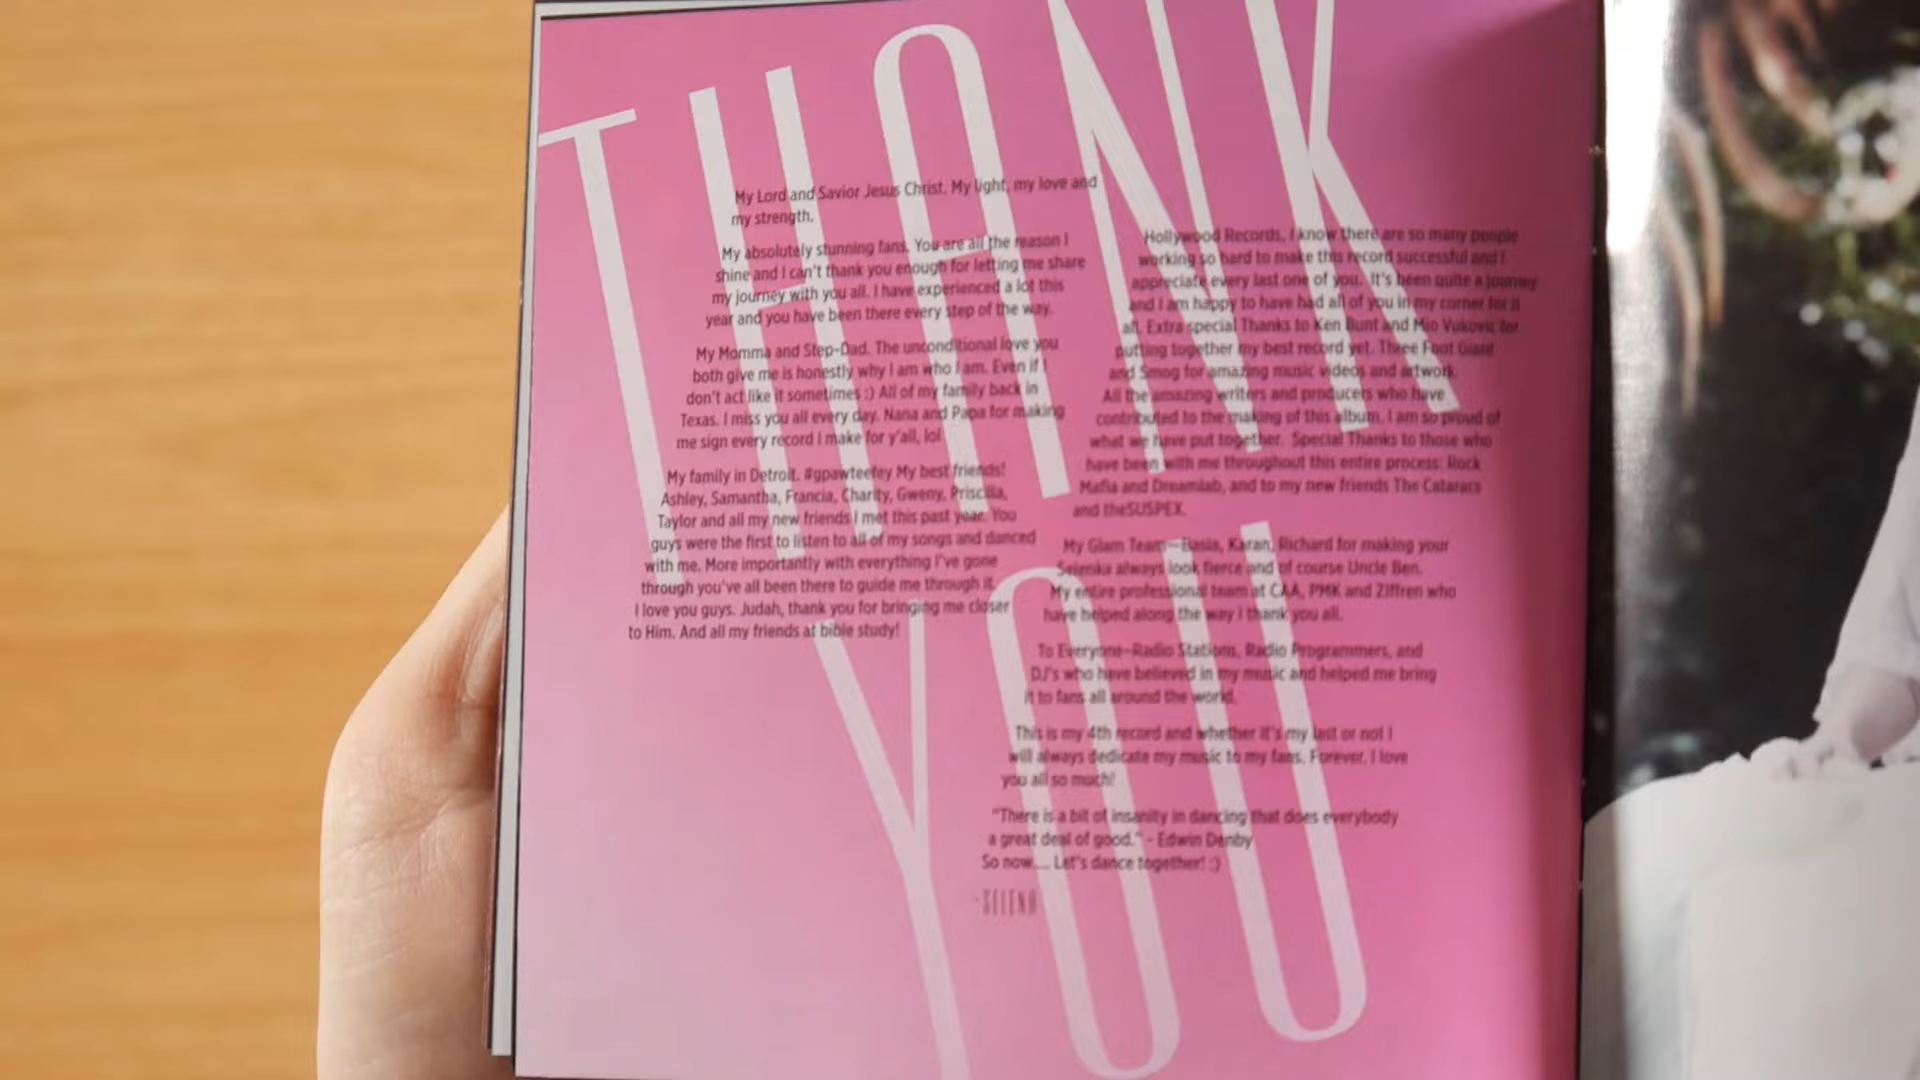 THANK
YOU
My Lord and Savior Jesus Christ. My light, my love and
my strength.
My absolutely stunning fans. You are all the reason I
shine and I can't thank you enough for letting me share
my journey with you all. I have experienced a lot this
year and you have been there every step of the way.
My Momma and Step-Dad. The unconditional love you
both give me is honestly why I am who I am. Even if I
don't act like it sometimes :) All of my family back in
Texas. I miss you all every day. Nana and Papa for making
me sign every record I make for y'all, lol
My family in Detroit. #gpawteefey My best friends!
Ashley, Samantha, Francia, Charity, Gweny, Priscilla,
Taylor and all my new friends I met this past year. You
guys were the first to listen to all of my songs and danced
with me. More importantly with everything I've gone
through you've all been there to guide me through it.
I love you guys. Judah, thank you for bringing me closer
to Him. And all my friends at bible study!
Hollywood Records, I know there are so many people
working so hard to make this record successful and I
appreciate every last one of you. It's been quite a journey
and I am happy to have had all of you in my corner for it
all. Extra special Thanks to Ken Bunt and Mio Vukovic for
putting together my best record yet. Three Foot Giant
and Smog for amazing music videos and artwork.
All the amazing writers and producers who have
contributed to the making of this album. I am so proud of
what we have put together. Special Thanks to those who
have been with me throughout this entire process: Rock
Mafia and Dreamlab, and to my new friends The Cataracs
and theSUSPEX.
My Glam Team—Basia, Karan, Richard for making your
Selenka always look fierce and of course Uncle Ben.
My entire professional team at CAA, PMK and Ziffren who
have helped along the way I thank you all.
To Everyone—Radio Stations, Radio Programmers, and
DJ's who have believed in my music and helped me bring
it to fans all around the world.
This is my 4th record and whether it's my last or not I
will always dedicate my music to my fans. Forever. I love
you all so much!
"There is a bit of insanity in dancing that does everybody
a great deal of good." - Edwin Denby
So now.... Let's dance together! :)
-SELENA